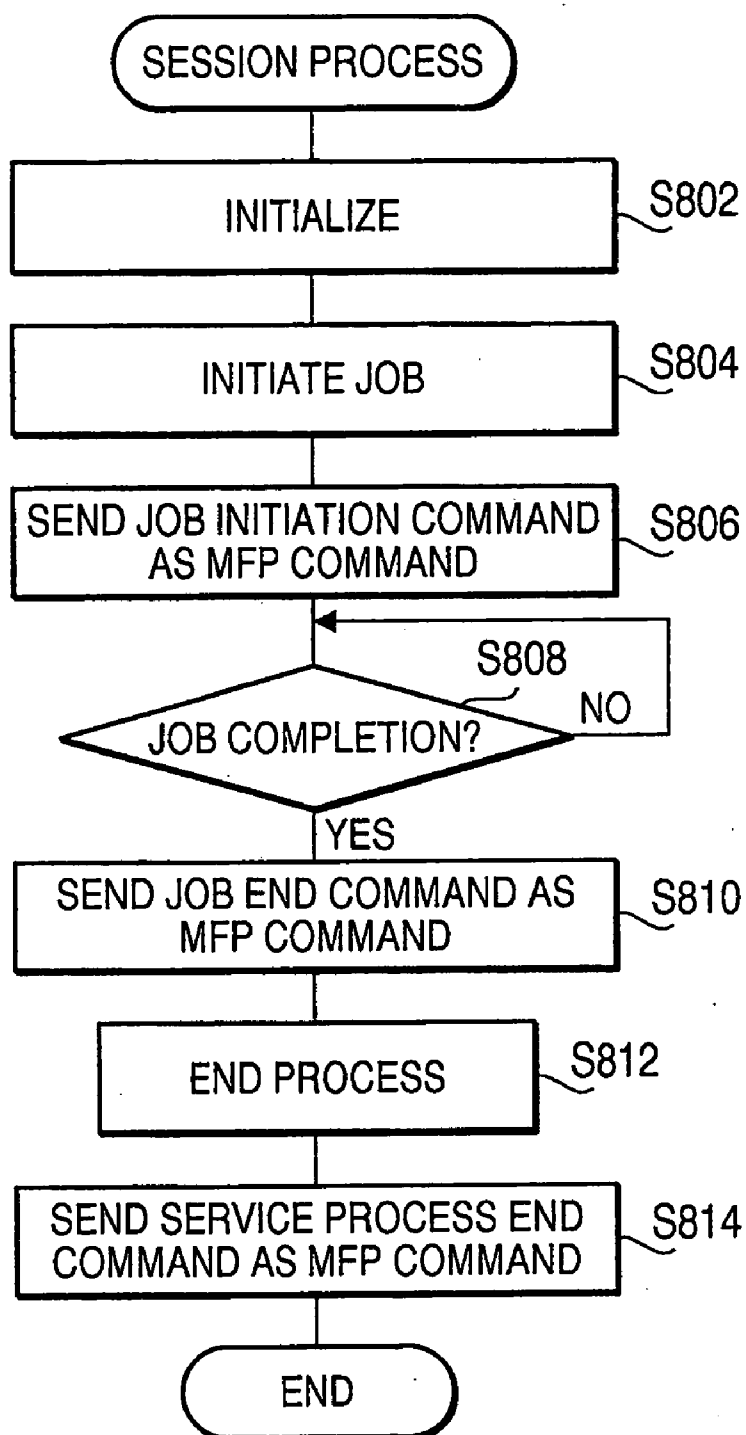 SESSION PROCESS
INITIALIZE
S802
INITIATE JOB
S804
SEND JOB INITIATION COMMAND
AS MFP COMMAND
S806
S808
JOB COMPLETION?
NO
YES
SEND JOB END COMMAND AS
MFP COMMAND
S810
END PROCESS
S812
SEND SERVICE PROCESS END
COMMAND AS MFP COMMAND
S814
END